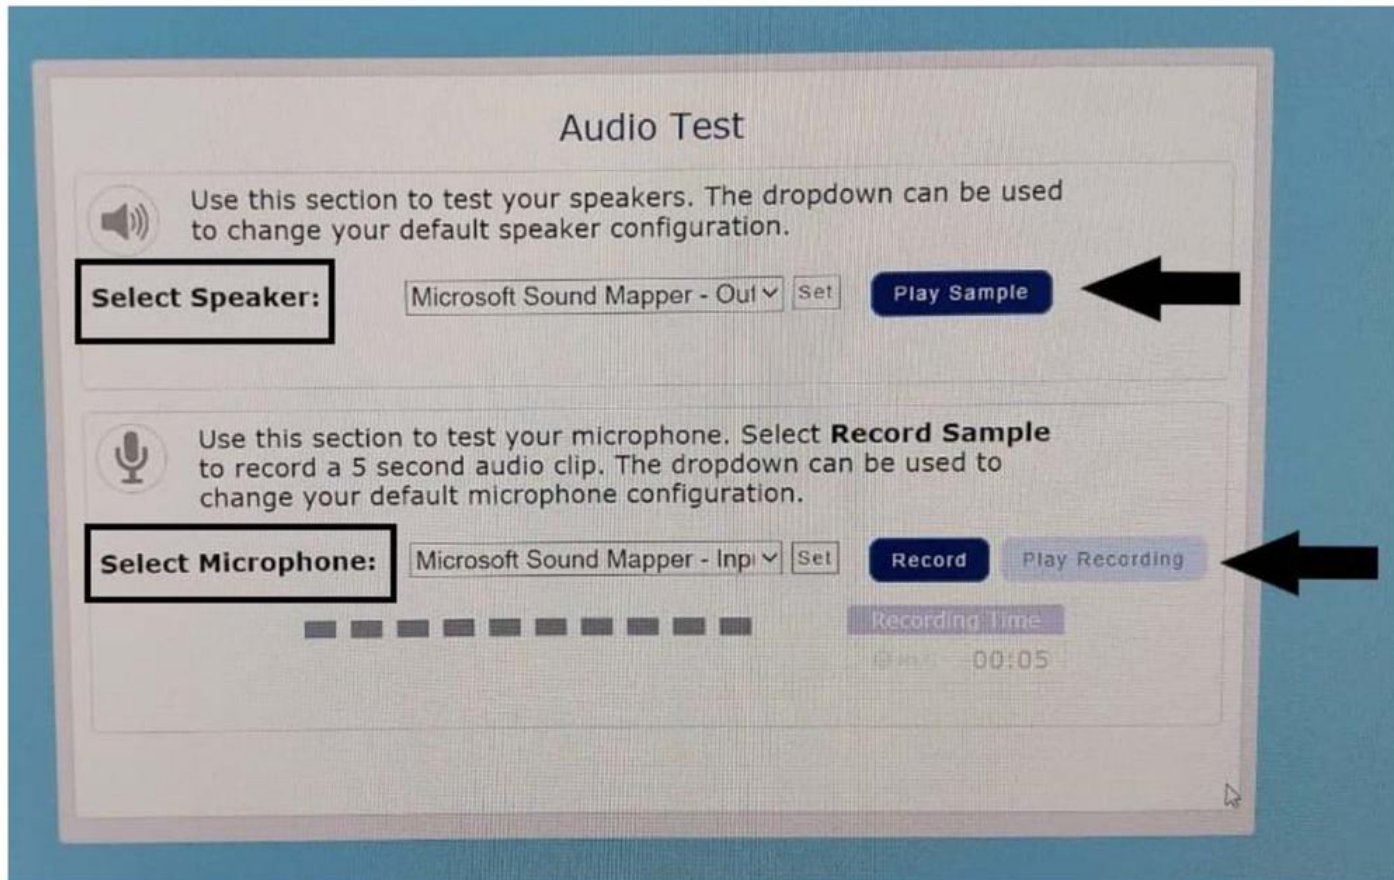 Audio Test
Use this section to test your speakers. The dropdown can be used
to change your default speaker configuration.
Select Speaker: Microsoft Sound Mapper - Out Set Play Sample
Use this section to test your microphone. Select Record Sample
to record a 5 second audio clip. The dropdown can be used to
change your default microphone configuration.
Select Microphone: Microsoft Sound Mapper - Inp Set Record Play Recording
Recording Time
00:05